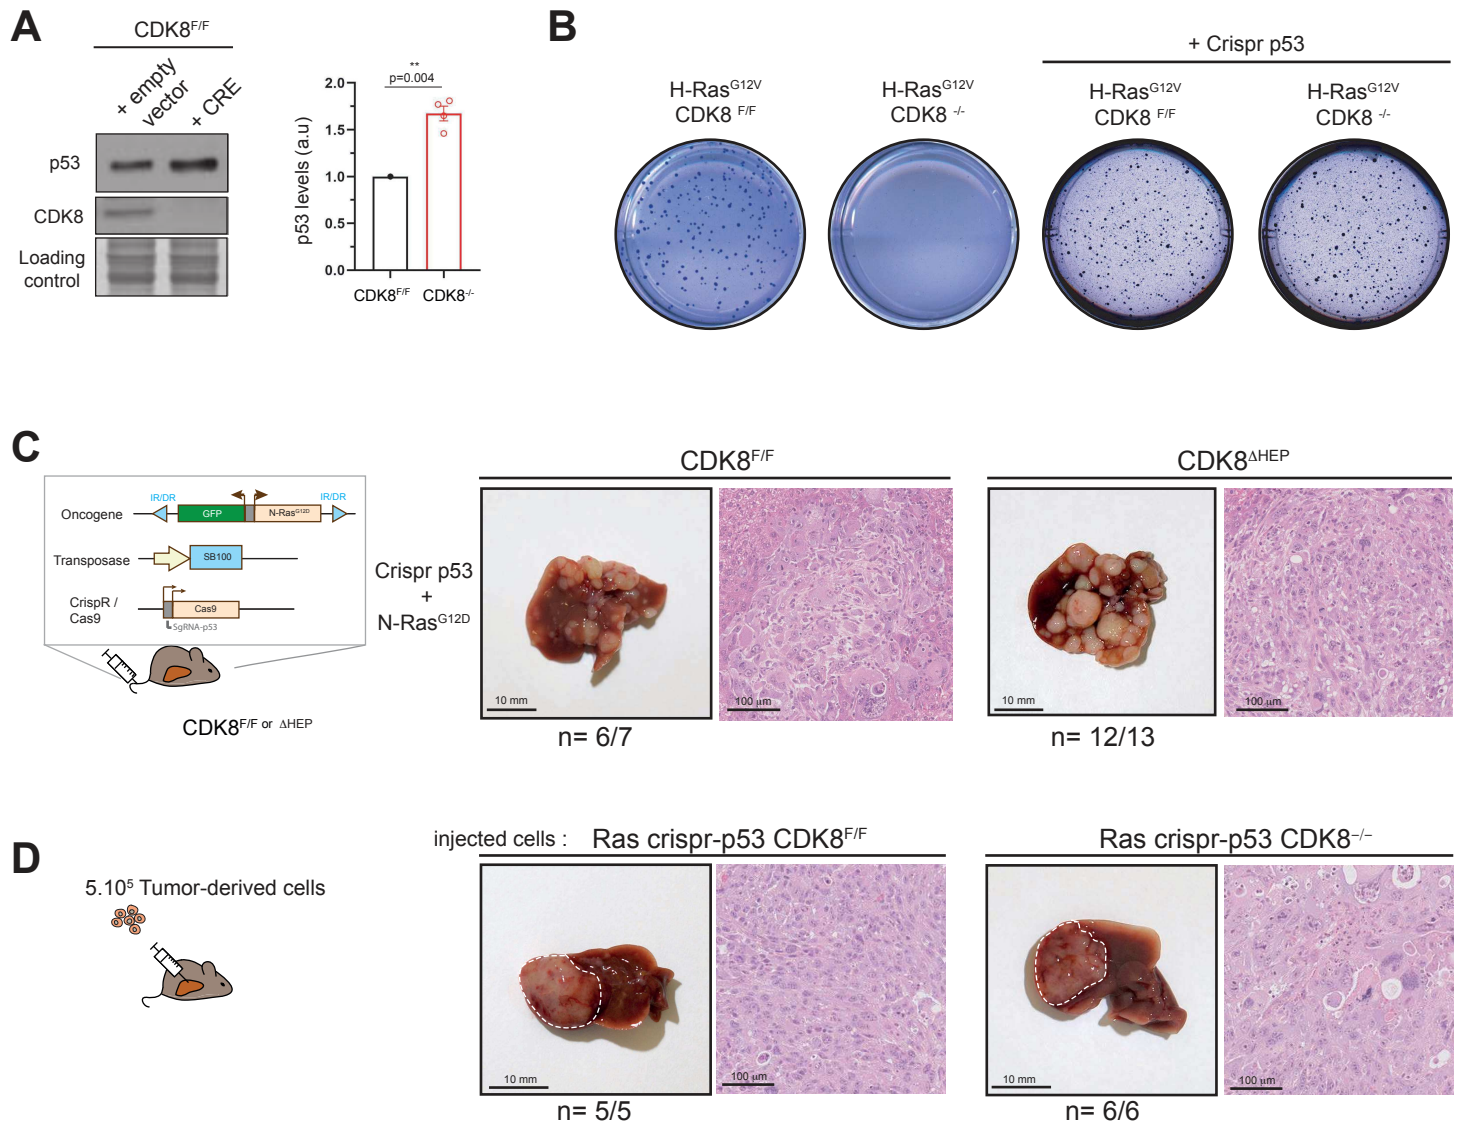 A
CDK8F/F
+ empty
vector
+ CRE
p53
CDK8
Loading
control
**
p=0.004
p53 levels (a.u)
2.0
1.5
1.0
0.5
0.0
CDK8F/F
CDK8-/-
B
+ Crispr p53
H-RasG12V
CDK8 F/F
H-RasG12V
CDK8 -/-
H-RasG12V
CDK8 F/F
H-RasG12V
CDK8 -/-
C
IR/DR
IR/DR
Oncogene
GFP
N-RasG12D
Transposase
SB100
CrispR /
Cas9
Cas9
SgRNA-p53
CDK8F/F or ΔHEP
Crispr p53
+
N-RasG12D
CDK8F/F
10 mm
100 μm
n= 6/7
CDK8ΔHEP
10 mm
100 μm
n= 12/13
D
5.10⁵ Tumor-derived cells
injected cells :
Ras crispr-p53 CDK8F/F
10 mm
100 μm
n= 5/5
Ras crispr-p53 CDK8−/−
10 mm
100 μm
n= 6/6